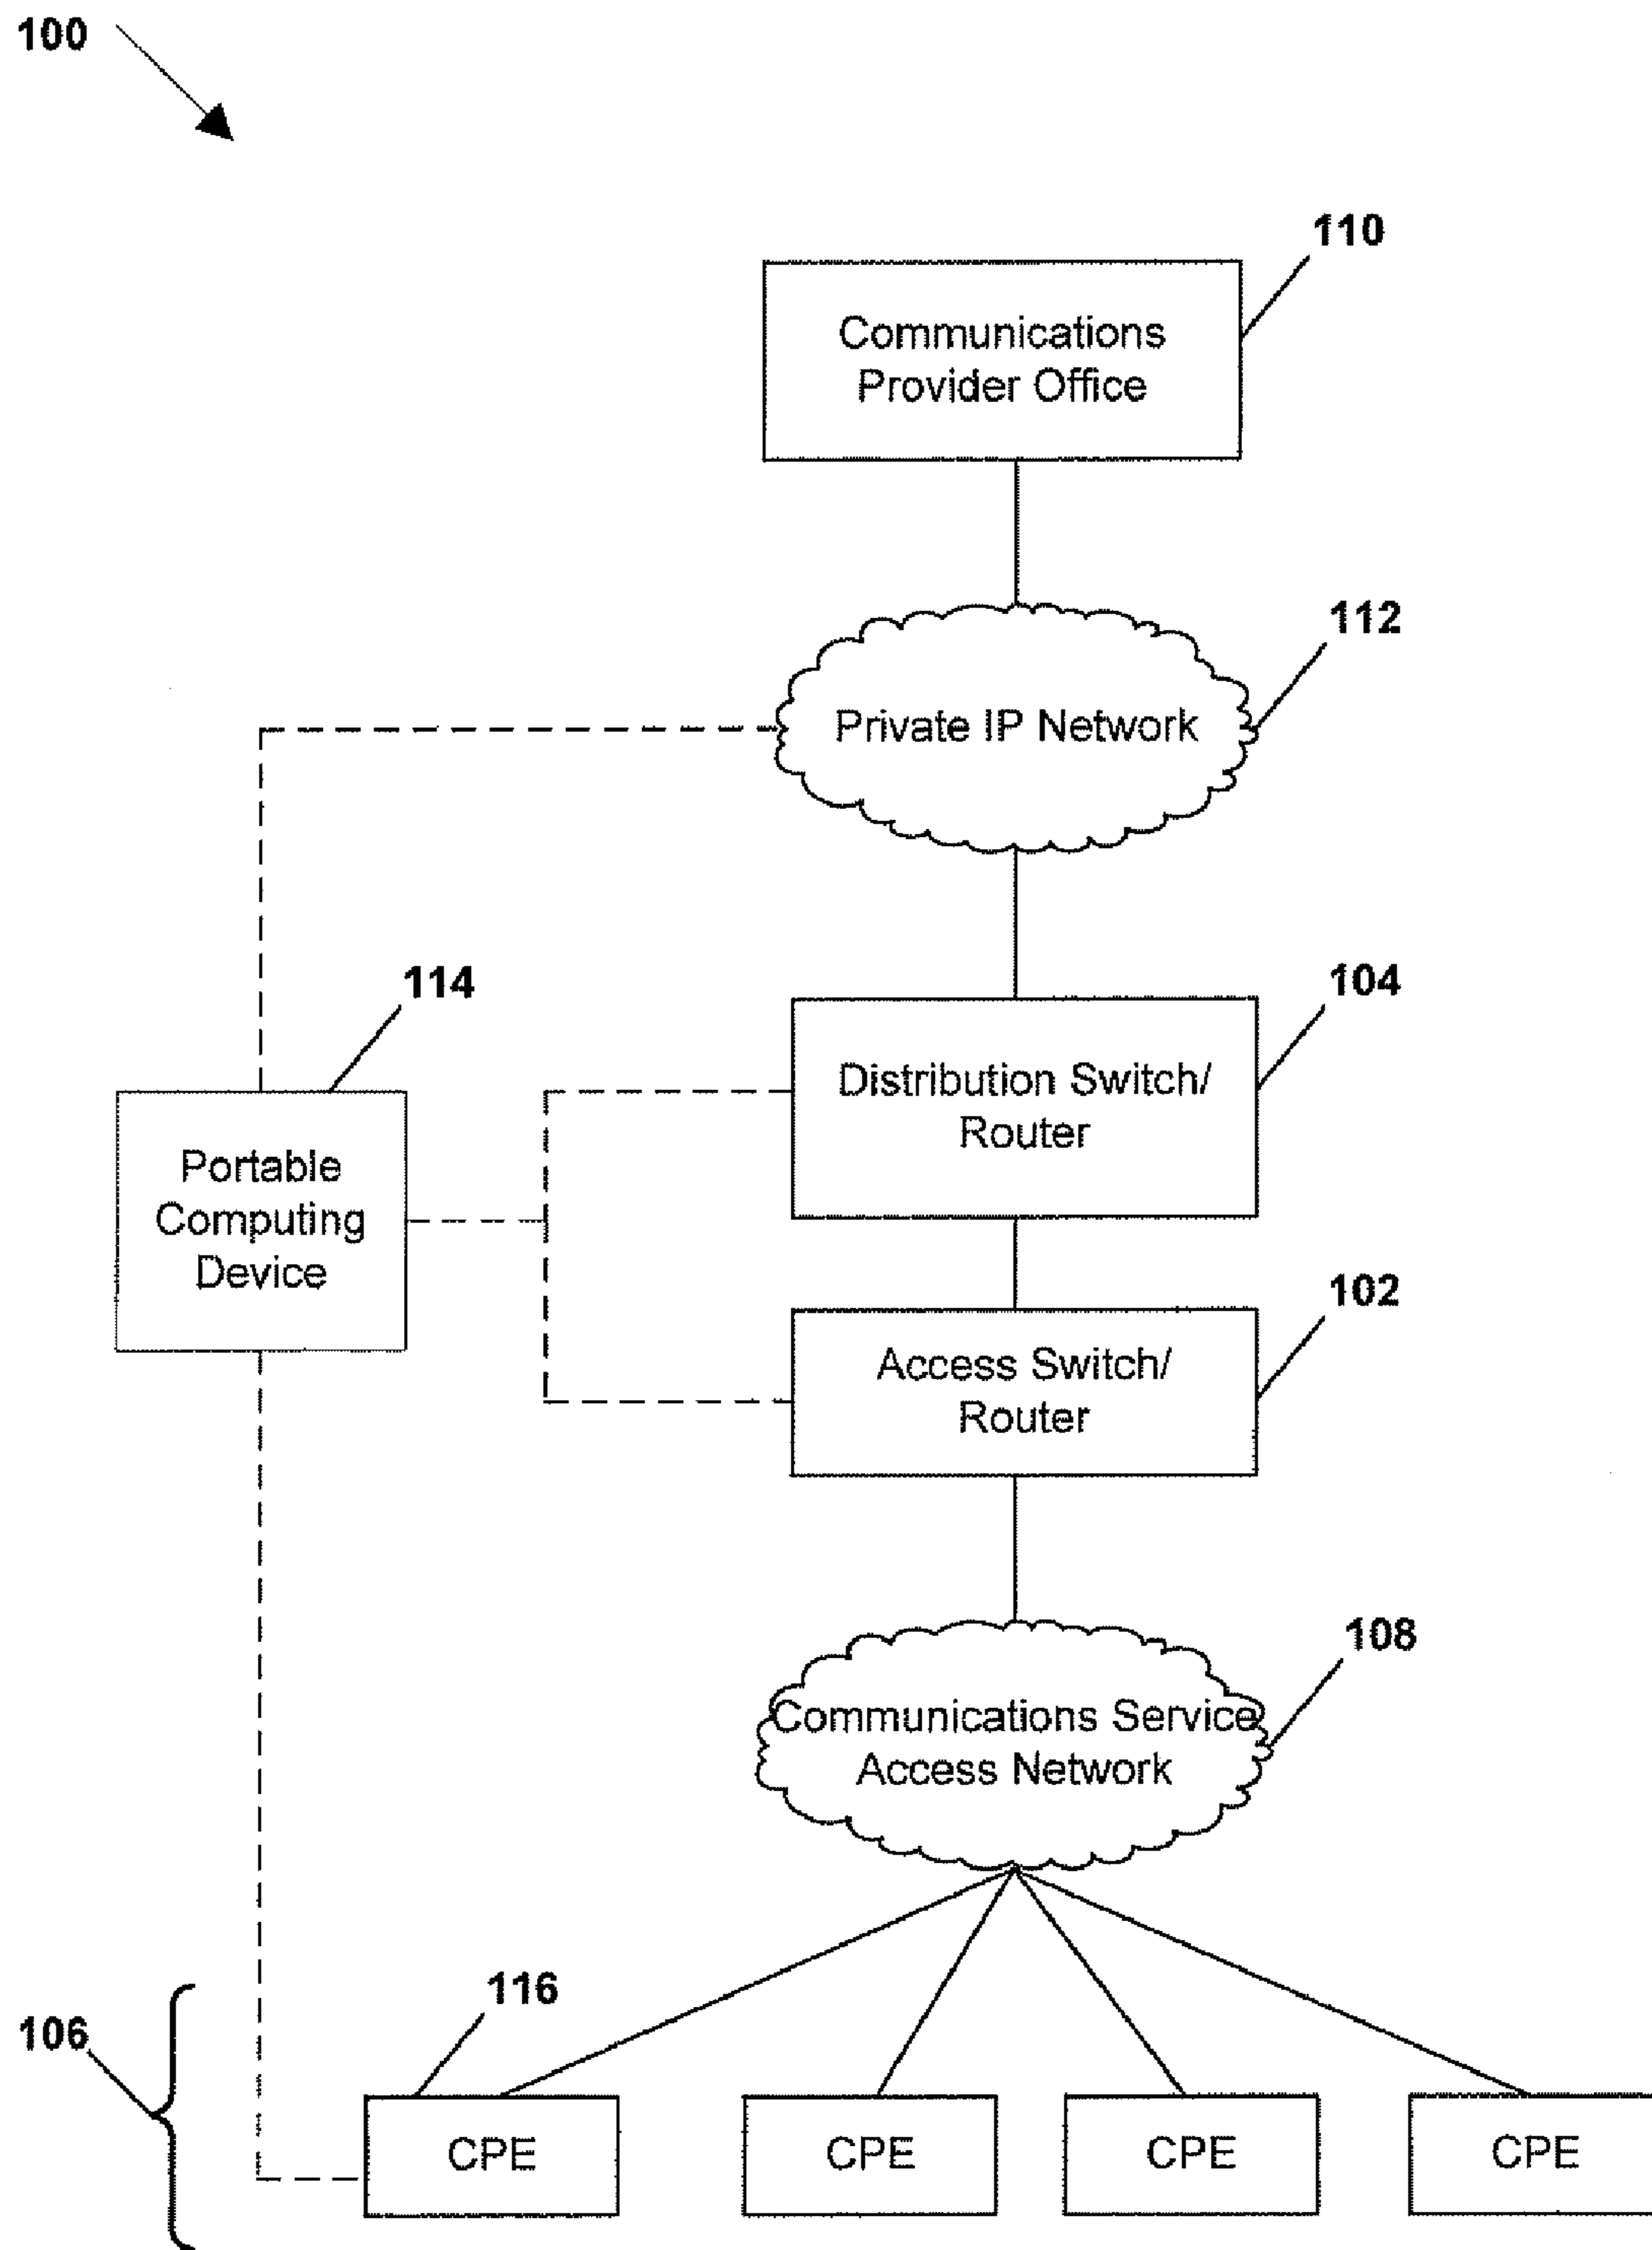 100
110
Communications
Provider Office
112
Private IP Network
114
104
Distribution Switch/
Router
Portable
Computing
Device
102
Access Switch/
Router
108
Communications Service
Access Network
116
106
CPE
CPE
CPE
CPE